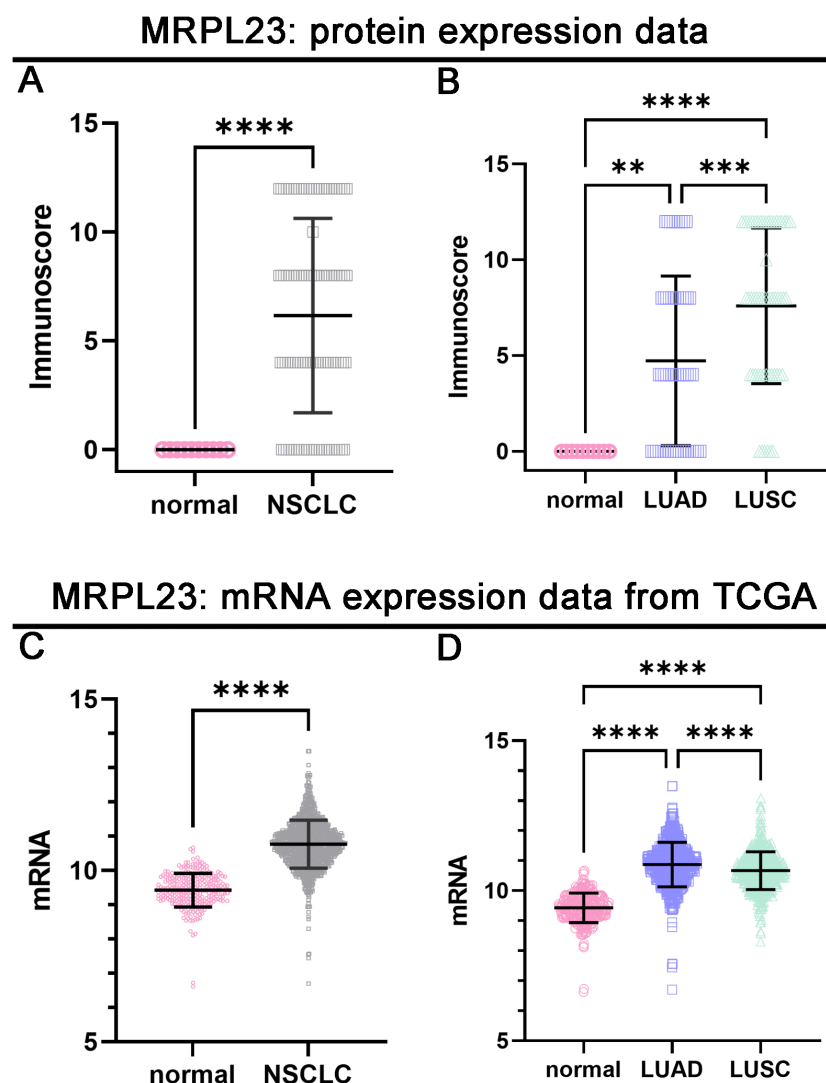 MRPL23: protein expression data
A
****
15
10
5
0
Immunoscore
normal NSCLC
B
****
** ***
15
10
5
0
Immunoscore
normal LUAD LUSC
MRPL23: mRNA expression data from TCGA
C
****
15
10
5
mRNA
normal NSCLC
D
****
**** ****
15
10
5
mRNA
normal LUAD LUSC